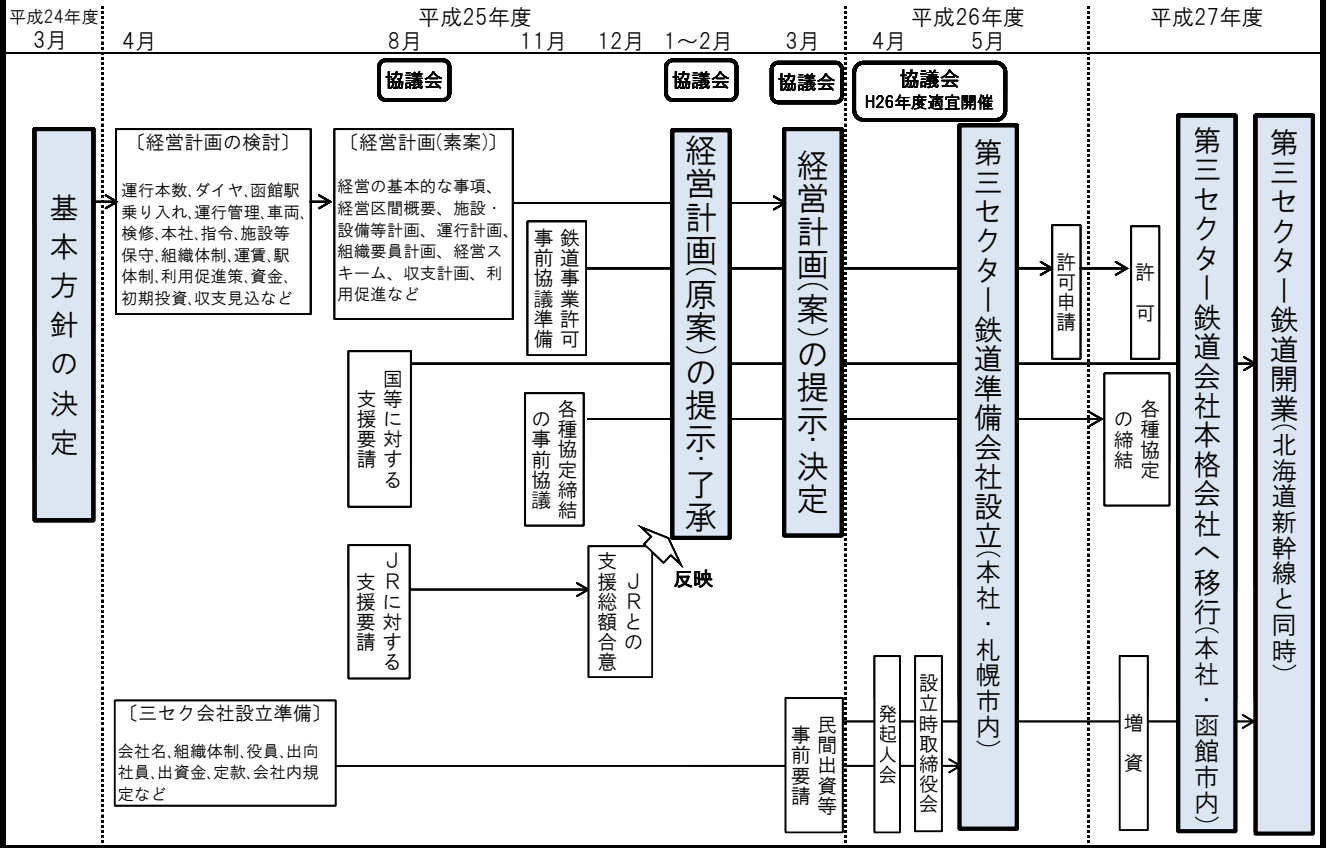 平成24年度
平成25年度
平成26年度
平成27年度
3月
4月
8月
11月
12月
1～2月
3月
4月
5月
協議会
協議会
協議会
協議会
H26年度適宜開催
基本方針の決定
〔経営計画の検討〕
運行本数、ダイヤ、函館駅
乗り入れ、運行管理、車両、
検修、本社、指令、施設等
保守、組織体制、運賃、駅
体制、利用促進策、資金、
初期投資、収支見込など
〔経営計画(素案)〕
経営の基本的な事項、
経営区間概要、施設・
設備等計画、運行計画、
組織要員計画、経営ス
キーム、収支計画、利
用促進など
鉄道事業許可
事前協議準備
国等に対する
支援要請
各種協定締結
の事前協議
JRに対する
支援要請
JRとの
支援総額合意
反映
経営計画(原案)の提示・了承
経営計画(案)の提示・決定
〔三セク会社設立準備〕
会社名、組織体制、役員、出向
社員、出資金、定款、会社内規
定など
民間出資等
事前要請
発起人会
設立時取締役会
第三セクター鉄道準備会社設立(本社・札幌市内)
許可申請
許可
各種協定
の締結
増資
第三セクター鉄道会社本格会社へ移行(本社・函館市内)
第三セクター鉄道開業(北海道新幹線と同時)